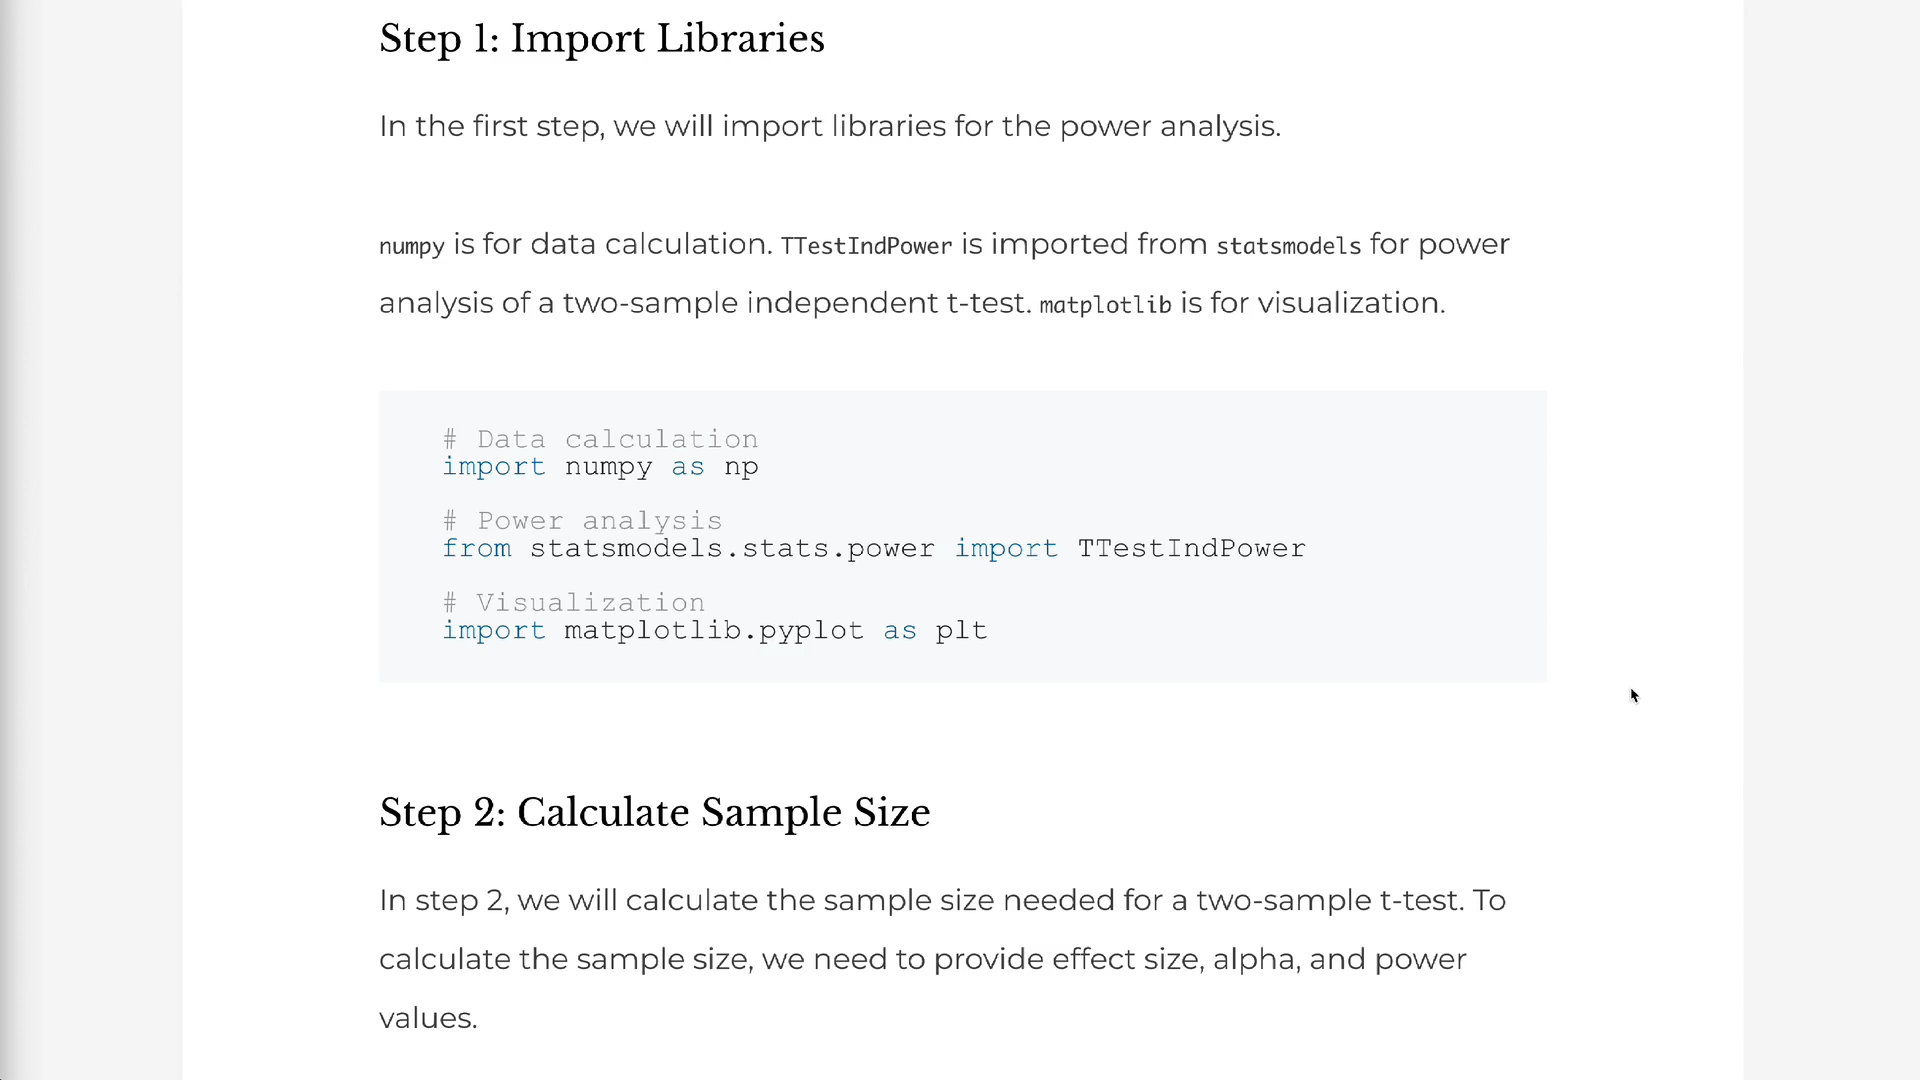 Step 1: Import Libraries
In the first step, we will import libraries for the power analysis.
numpy is for data calculation. TTestIndPower is imported from statsmodels for power
analysis of a two-sample independent t-test. matplotlib is for visualization.
# Data calculation
import numpy as np
# Power analysis
from statsmodels.stats.power import TTestIndPower
# Visualization
import matplotlib.pyplot as plt
Step 2: Calculate Sample Size
In step 2, we will calculate the sample size needed for a two-sample t-test. To
calculate the sample size, we need to provide effect size, alpha, and power
values.